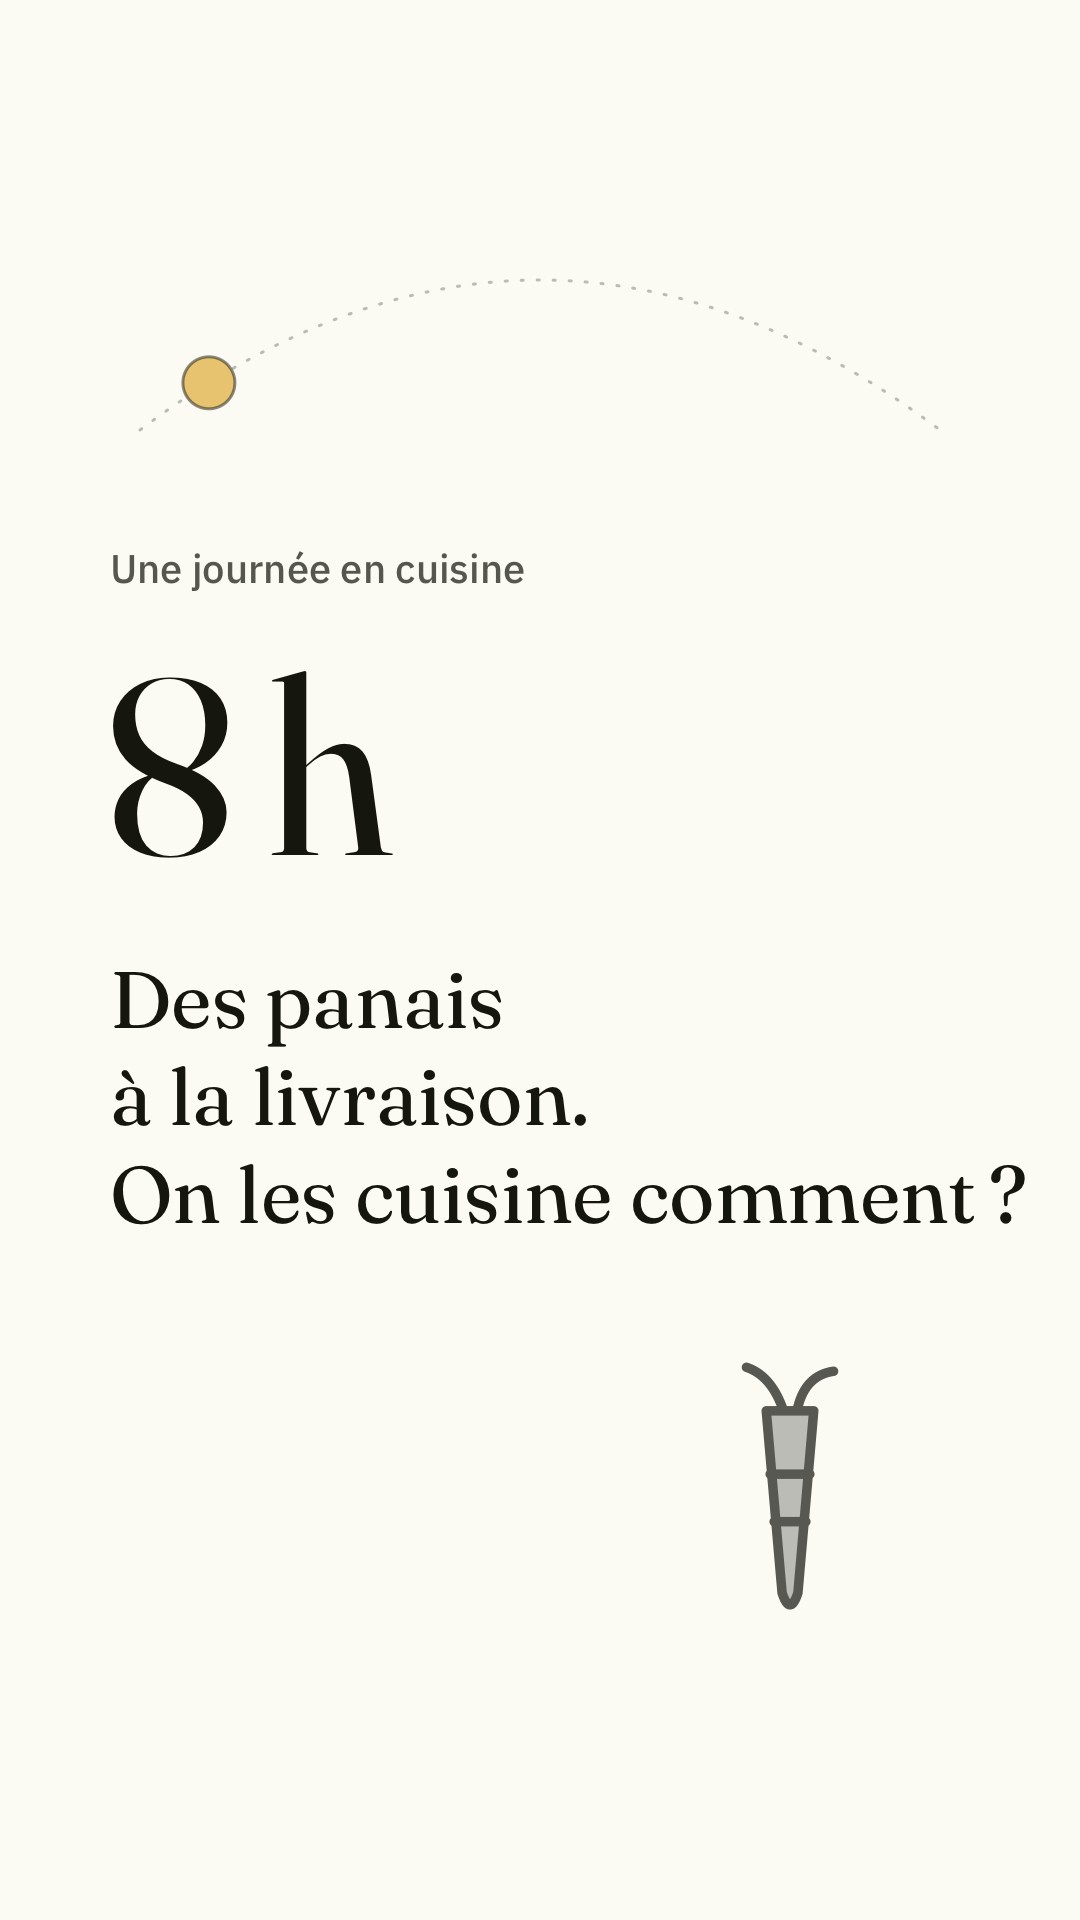 Une journée en cuisine
8 h
Des panais
à la livraison.
On les cuisine comment ?